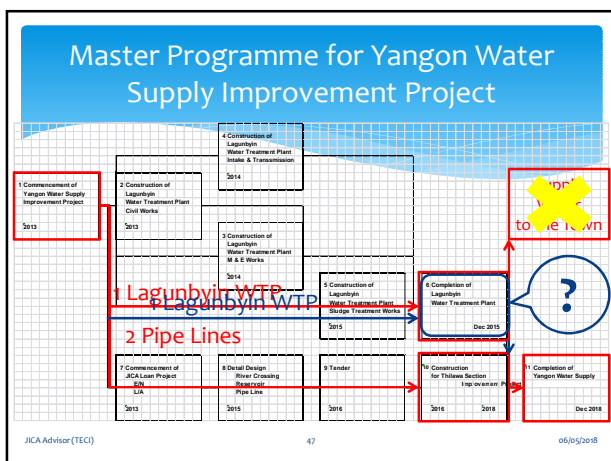 Master Programme for Yangon Water
Supply Improvement Project
4 Construction of
Lagunbyin
Water Treatment Plant
Intake & Transmission
2014
1 Commencement of
Yangon Water Supply
Improvement Project
2013
2 Construction of
Lagunbyin
Water Treatment Plant
Civil Works
2013
Supply
to the Town
3 Construction of
Lagunbyin
Water Treatment Plant
M & E Works
2014
1 Lagunbyin WTP
Lagunbyin WTP
5 Construction of
Lagunbyin
Water Treatment Plant
Sludge Treatment Works
2015
6 Completion of
Lagunbyin
Water Treatment Plant
Dec 2015
?
2 Pipe Lines
7 Commencement of
JICA Loan Project
E/N
L/A
2013
8 Detail Design
River Crossing
Reservoir
Pipe Line
2015
9 Tender
2016
10 Construction
for Thilawa Section
Improvement Project
2016 2018
11 Completion of
Yangon Water Supply
Dec 2018
JICA Advisor (TECI)
47
06/05/2018